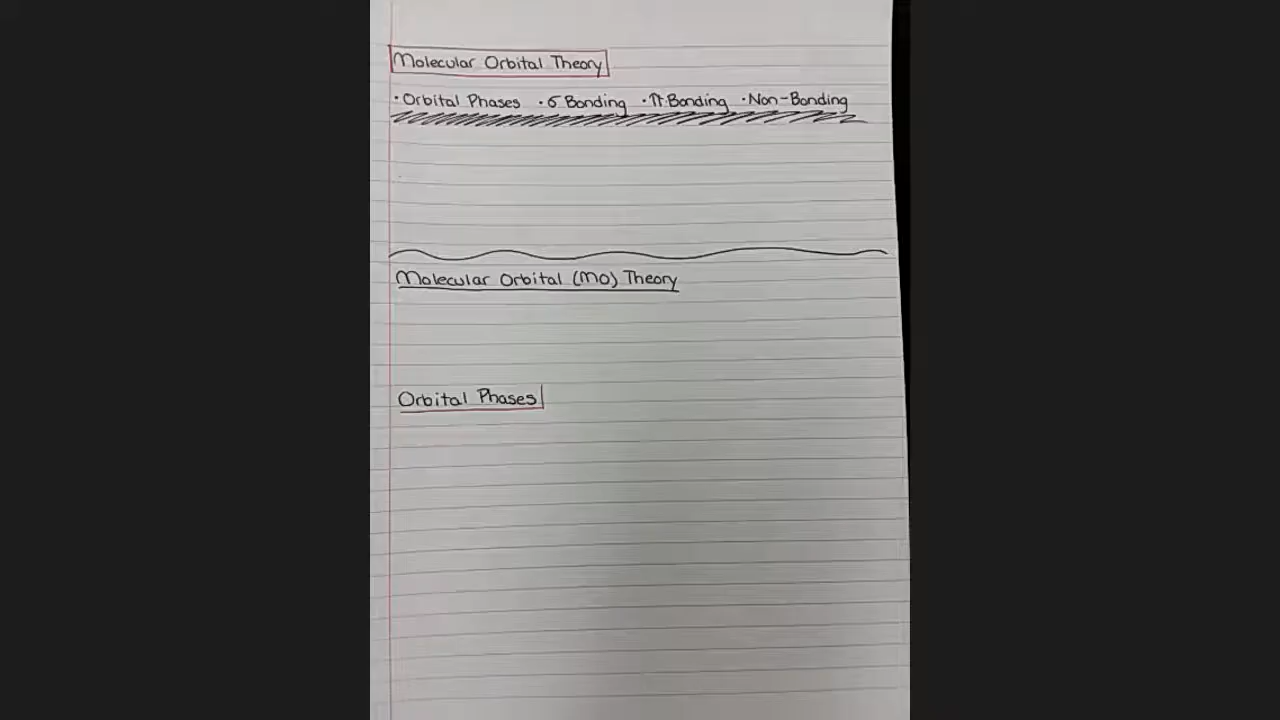 Molecular Orbital Theory
· Orbital Phases · σ Bonding · π Bonding · Non-Bonding
Molecular Orbital (MO) Theory
Orbital Phases